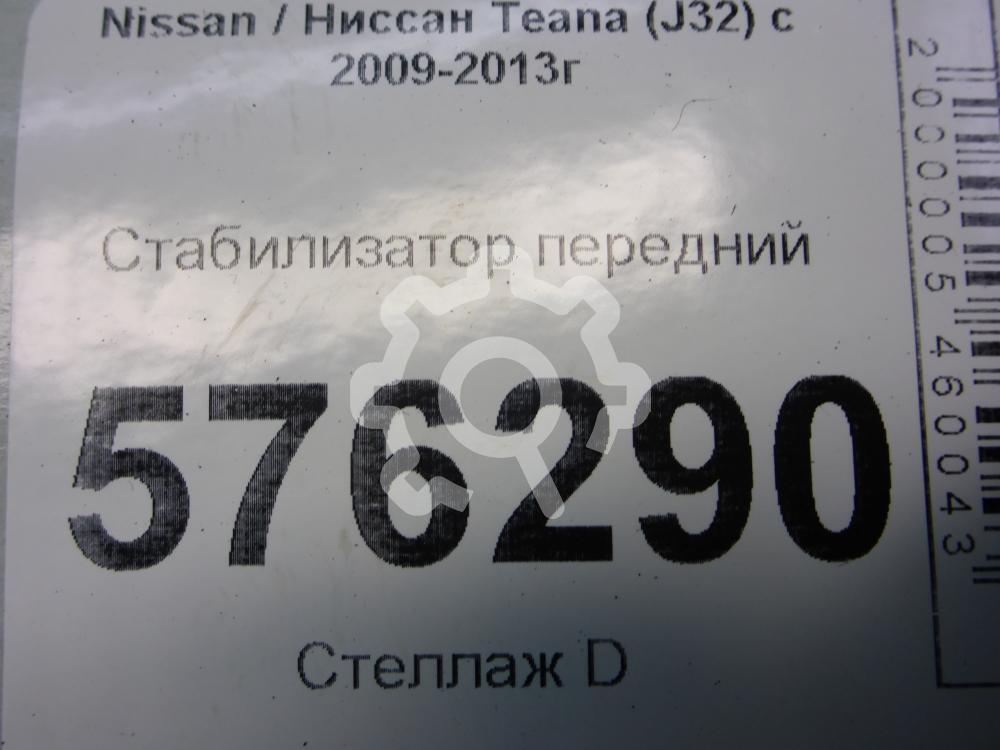 Nissan / Ниссан Teana (J32) с
2009-2013г
Стабилизатор передний
576290
Стеллаж D
2000005460043